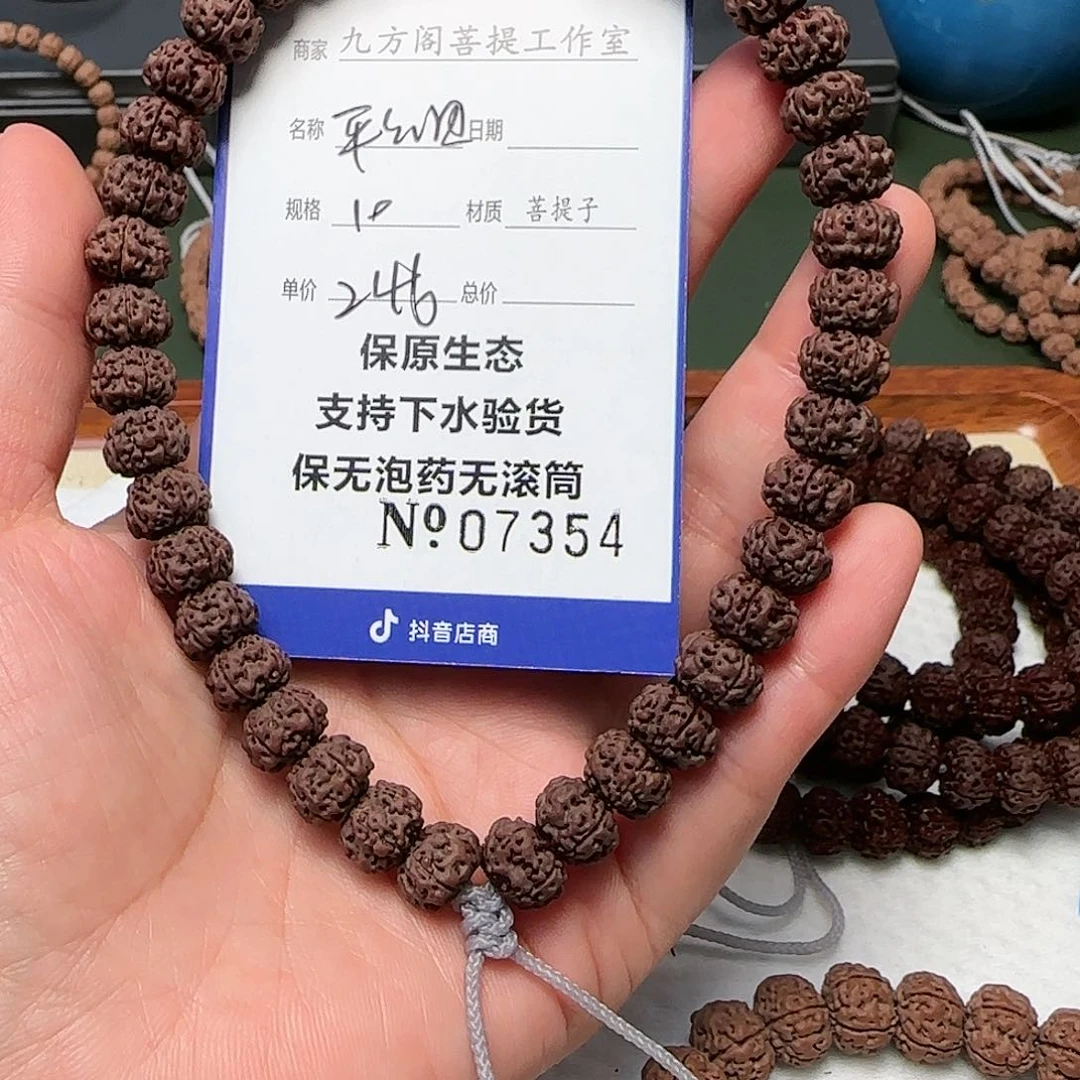 商家 九方阁菩提工作室
名称 日期
规格 10 材质 菩提子
单价 246 总价
保原生态
支持下水验货
保无泡药无滚筒
No.07354
抖音店商